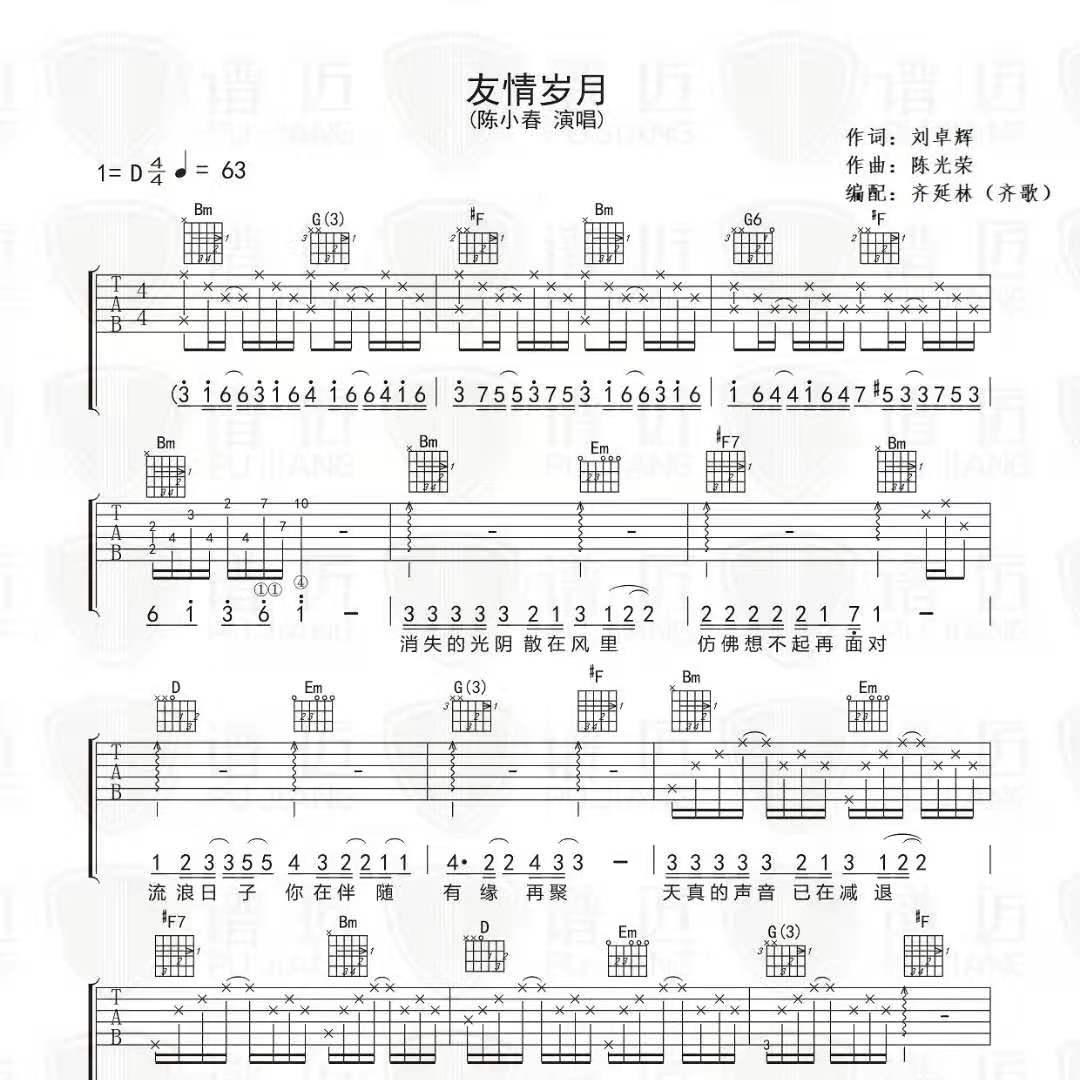 友情岁月
(陈小春 演唱)
作词：刘卓辉
作曲：陈光荣
编配：齐延林（齐歌）
1= D 4/4 ♩ = 63
Bm G(3) #F Bm G6 #F
T A B 4 4
(3 1 6 6 3 1 6 4 1 6 6 4 1 6 | 3 7 5 5 3 7 5 3 1 6 6 3 1 6 | 1 6 4 4 1 6 4 7 #5 3 3 7 5 3
Bm Bm Em #F7 Bm
T A B 2 2 4 3 4 2 4 7 7 10 - - -
① ① ④
6 1 3 6 1 - | 3 3 3 3 3 2 1 3 1 2 2 | 2 2 2 2 2 1 7 1 -
消失的光阴 散在风里 仿佛想不起再 面对
D Em G(3) #F Bm Em
T A B - - - -
1 2 3 3 5 5 4 3 2 2 1 1 | 4· 2 2 4 3 3 - | 3 3 3 3 3 2 1 3 1 2 2
流浪日子 你在伴随 有缘再聚 天真的声音 已在减退
#F7 Bm D Em G(3) #F
T A B 3 -